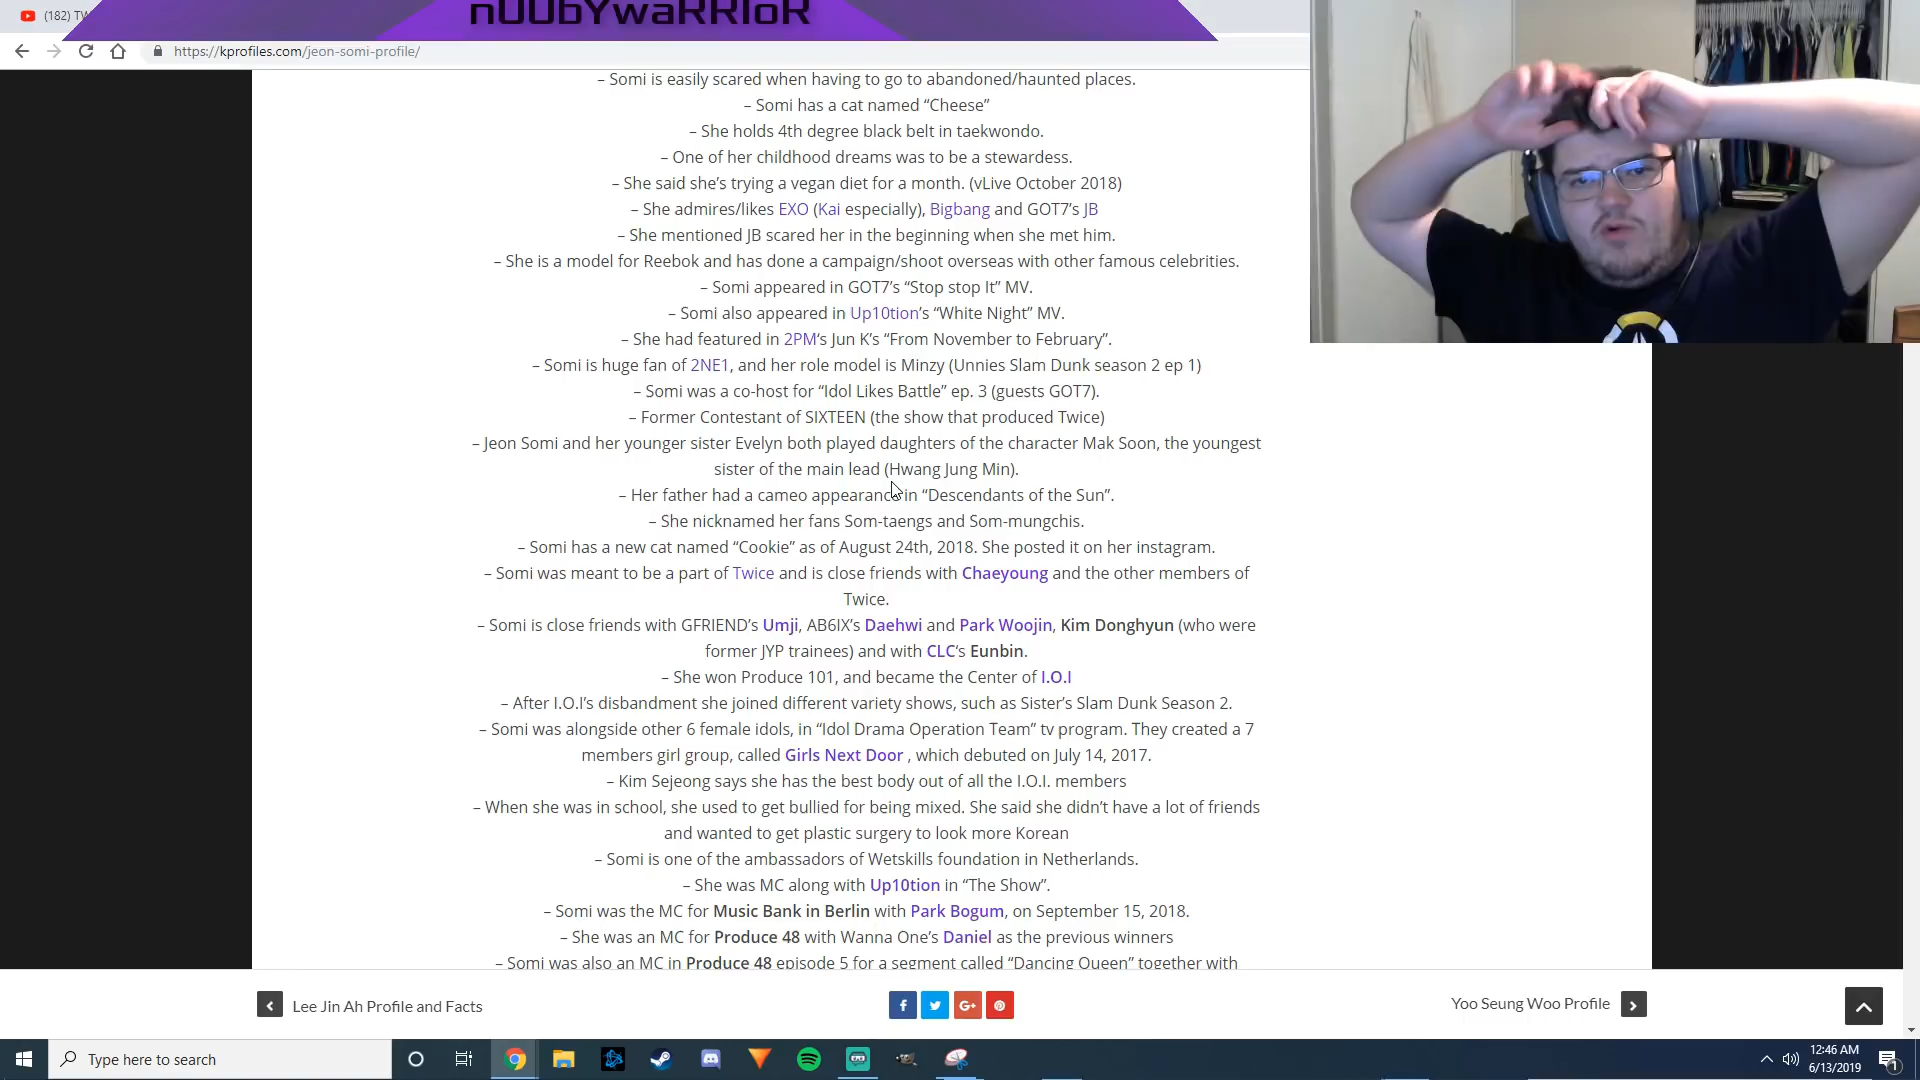 (182) TW
nUUbYwaRRIoR
https://kprofiles.com/jeon-somi-profile/
– Somi is easily scared when having to go to abandoned/haunted places.
– Somi has a cat named “Cheese”
– She holds 4th degree black belt in taekwondo.
– One of her childhood dreams was to be a stewardess.
– She said she’s trying a vegan diet for a month. (vLive October 2018)
– She admires/likes EXO (Kai especially), Bigbang and GOT7’s JB
– She mentioned JB scared her in the beginning when she met him.
– She is a model for Reebok and has done a campaign/shoot overseas with other famous celebrities.
– Somi appeared in GOT7’s “Stop stop It” MV.
– Somi also appeared in Up10tion’s “White Night” MV.
– She had featured in 2PM‘s Jun K’s “From November to February”.
– Somi is huge fan of 2NE1, and her role model is Minzy (Unnies Slam Dunk season 2 ep 1)
– Somi was a co-host for “Idol Likes Battle” ep. 3 (guests GOT7).
– Former Contestant of SIXTEEN (the show that produced Twice)
– Jeon Somi and her younger sister Evelyn both played daughters of the character Mak Soon, the youngest
sister of the main lead (Hwang Jung Min).
– Her father had a cameo appearance in “Descendants of the Sun”.
– She nicknamed her fans Som-taengs and Som-mungchis.
– Somi has a new cat named “Cookie” as of August 24th, 2018. She posted it on her instagram.
– Somi was meant to be a part of Twice and is close friends with Chaeyoung and the other members of
Twice.
– Somi is close friends with GFRIEND’s Umji, AB6IX’s Daehwi and Park Woojin, Kim Donghyun (who were
former JYP trainees) and with CLC‘s Eunbin.
– She won Produce 101, and became the Center of I.O.I
– After I.O.I’s disbandment she joined different variety shows, such as Sister’s Slam Dunk Season 2.
– Somi was alongside other 6 female idols, in “Idol Drama Operation Team” tv program. They created a 7
members girl group, called Girls Next Door , which debuted on July 14, 2017.
– Kim Sejeong says she has the best body out of all the I.O.I. members
– When she was in school, she used to get bullied for being mixed. She said she didn’t have a lot of friends
and wanted to get plastic surgery to look more Korean
– Somi is one of the ambassadors of Wetskills foundation in Netherlands.
– She was MC along with Up10tion in “The Show”.
– Somi was the MC for Music Bank in Berlin with Park Bogum, on September 15, 2018.
– She was an MC for Produce 48 with Wanna One’s Daniel as the previous winners
– Somi was also an MC in Produce 48 episode 5 for a segment called “Dancing Queen” together with
Lee Jin Ah Profile and Facts
Yoo Seung Woo Profile
Type here to search
12:46 AM
6/13/2019
1